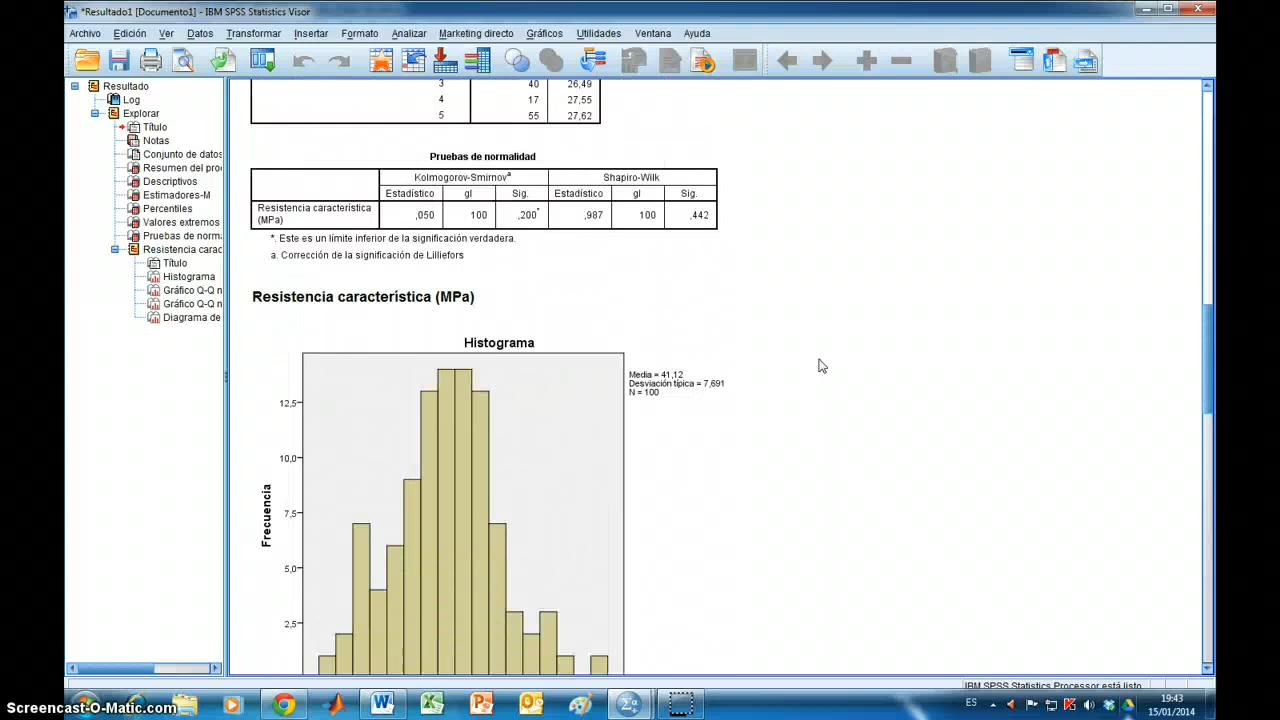 *Resultado1 [Documento1] - IBM SPSS Statistics Visor
Archivo Edición Ver Datos Transformar Insertar Formato Analizar Marketing directo Gráficos Utilidades Ventana Ayuda
Resultado
Log
Explorar
Título
Notas
Conjunto de datos
Resumen del pro
Descriptivos
Estimadores-M
Percentiles
Valores extremos
Pruebas de norma
Resistencia carac
Título
Histograma
Gráfico Q-Q n
Gráfico Q-Q n
Diagrama de
3 40 26,49
4 17 27,55
5 55 27,62
Pruebas de normalidad
Kolmogorov-Smirnov a Shapiro-Wilk
Estadístico gl Sig. Estadístico gl Sig.
Resistencia característica
(MPa) ,050 100 ,200* ,987 100 ,442
*. Este es un límite inferior de la significación verdadera.
a. Corrección de la significación de Lilliefors
Resistencia característica (MPa)
Histograma
Media = 41,12
Desviación típica = 7,691
N = 100
12,5
10,0
7,5
5,0
2,5
Frecuencia
IBM SPSS Statistics Processor está listo
ES 19:43
15/01/2014
Screencast-O-Matic.com